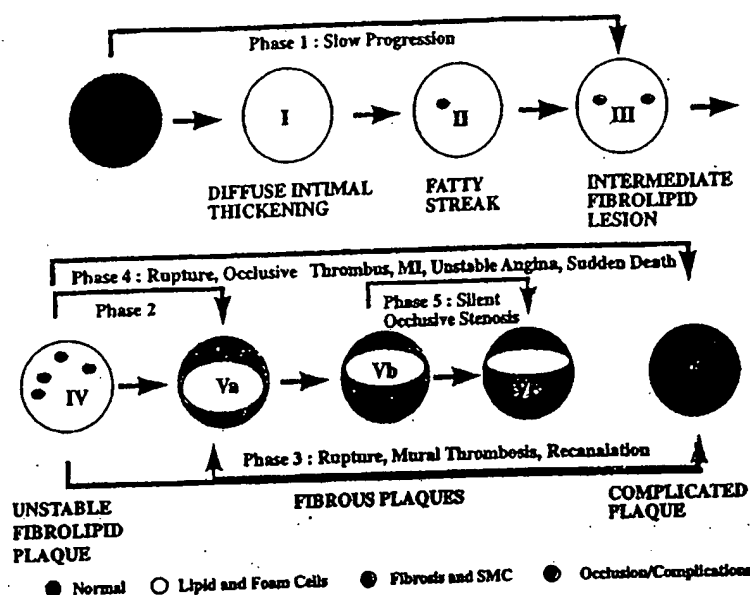 Phase 1 : Slow Progression
I
II
III
DIFFUSE INTIMAL
THICKENING
FATTY
STREAK
INTERMEDIATE
FIBROLIPID
LESION
Phase 4 : Rupture, Occlusive Thrombus, MI, Unstable Angina, Sudden Death
Phase 2
Phase 5 : Silent
Occlusive Stenosis
IV
Va
Vb
Phase 3 : Rupture, Mural Thrombosis, Recanalation
UNSTABLE
FIBROLIPID
PLAQUE
FIBROUS PLAQUES
COMPLICATED
PLAQUE
Normal
Lipid and Foam Cells
Fibrosis and SMC
Occlusion/Complications